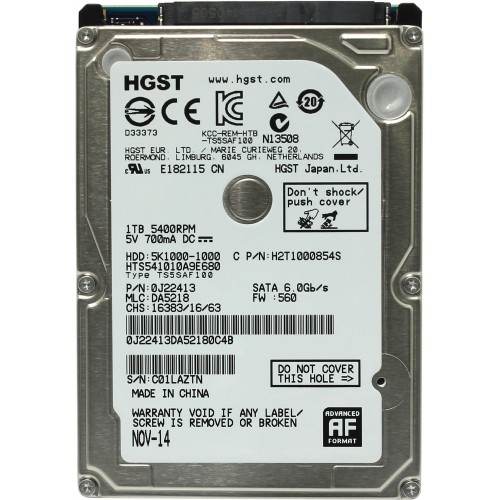 HGST
www.hgst.com
D33373
KCC-REM-HTB
-TS5SAF100
N13508
20
HGST EUR. LTD. / MARIE CURIEWEG 20,
ROERMOND, LIMBURG, 6045 GH, NETHERLANDS
E182115 CN
HGST Japan,Ltd.
Don't shock/
push cover
1TB 5400RPM
5V 700mA DC
HDD:5K1000-1000 C P/N:H2T1000854S
HTS541010A9E680
Type TS5SAF100
P/N:0J22413 SATA 6.0Gb/s
MLC:DA5218 FW :560
CHS:16383/16/63
0J22413DA52180C4B
DO NOT COVER
THIS HOLE
S/N:C01LAZTN
MADE IN CHINA
WARRANTY VOID IF ANY LABEL/
SCREW IS REMOVED OR BROKEN
NOV-14
ADVANCED
AF
FORMAT